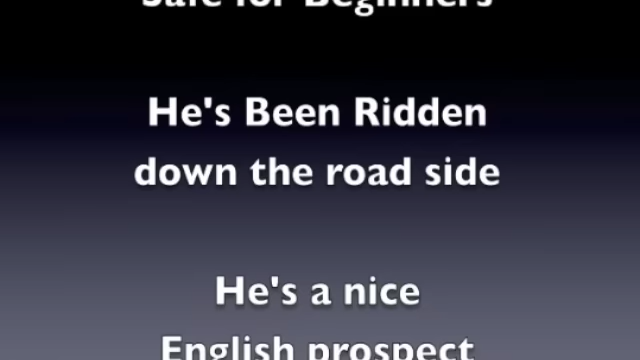 Safe for Beginners
He's Been Ridden
down the road side
He's a nice
English prospect